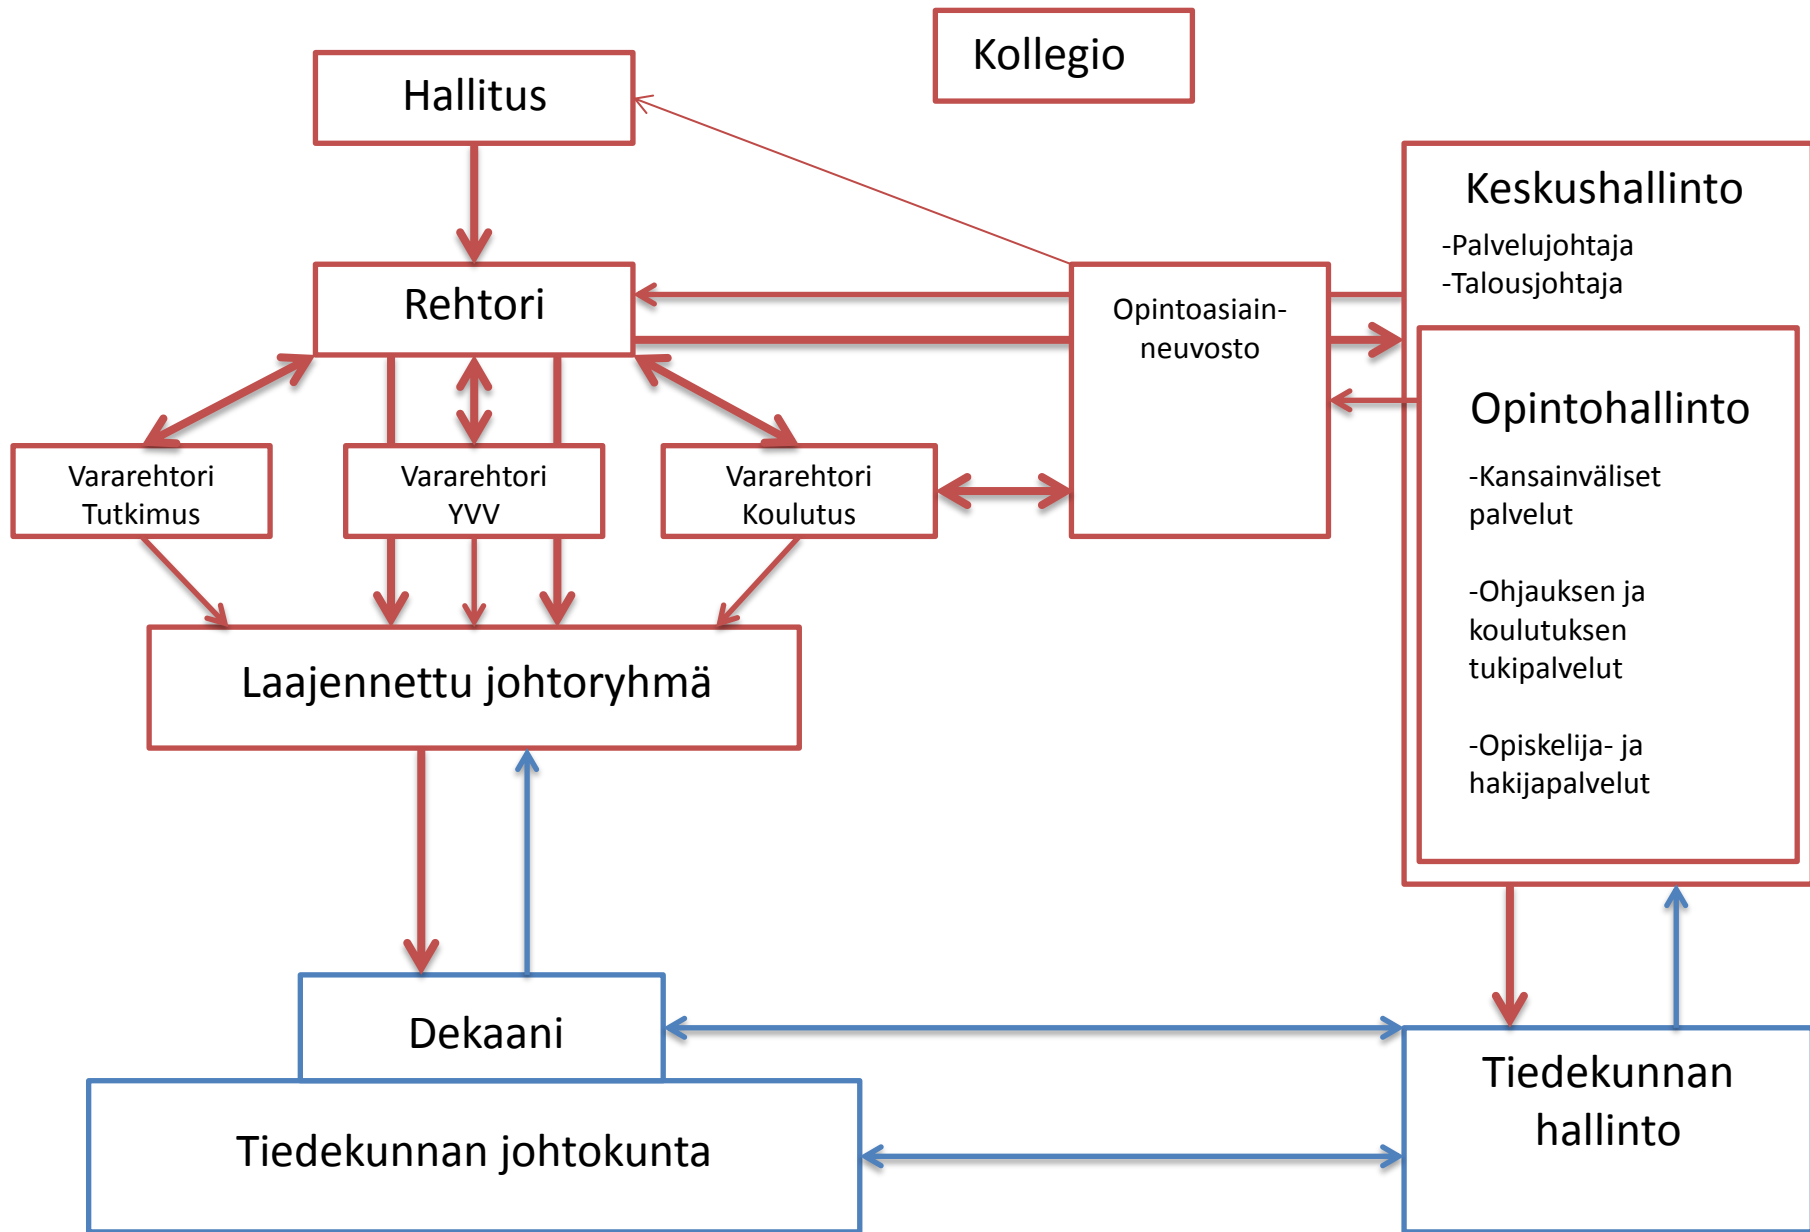 Kollegio
Hallitus
Keskushallinto
-Palvelujohtaja
-Talousjohtaja
Rehtori
Opintoasiain-
neuvosto
Opintohallinto
-Kansainväliset
palvelut
-Ohjauksen ja
koulutuksen
tukipalvelut
-Opiskelija- ja
hakijapalvelut
Vararehtori
Tutkimus
Vararehtori
YVV
Vararehtori
Koulutus
Laajennettu johtoryhmä
Dekaani
Tiedekunnan johtokunta
Tiedekunnan
hallinto